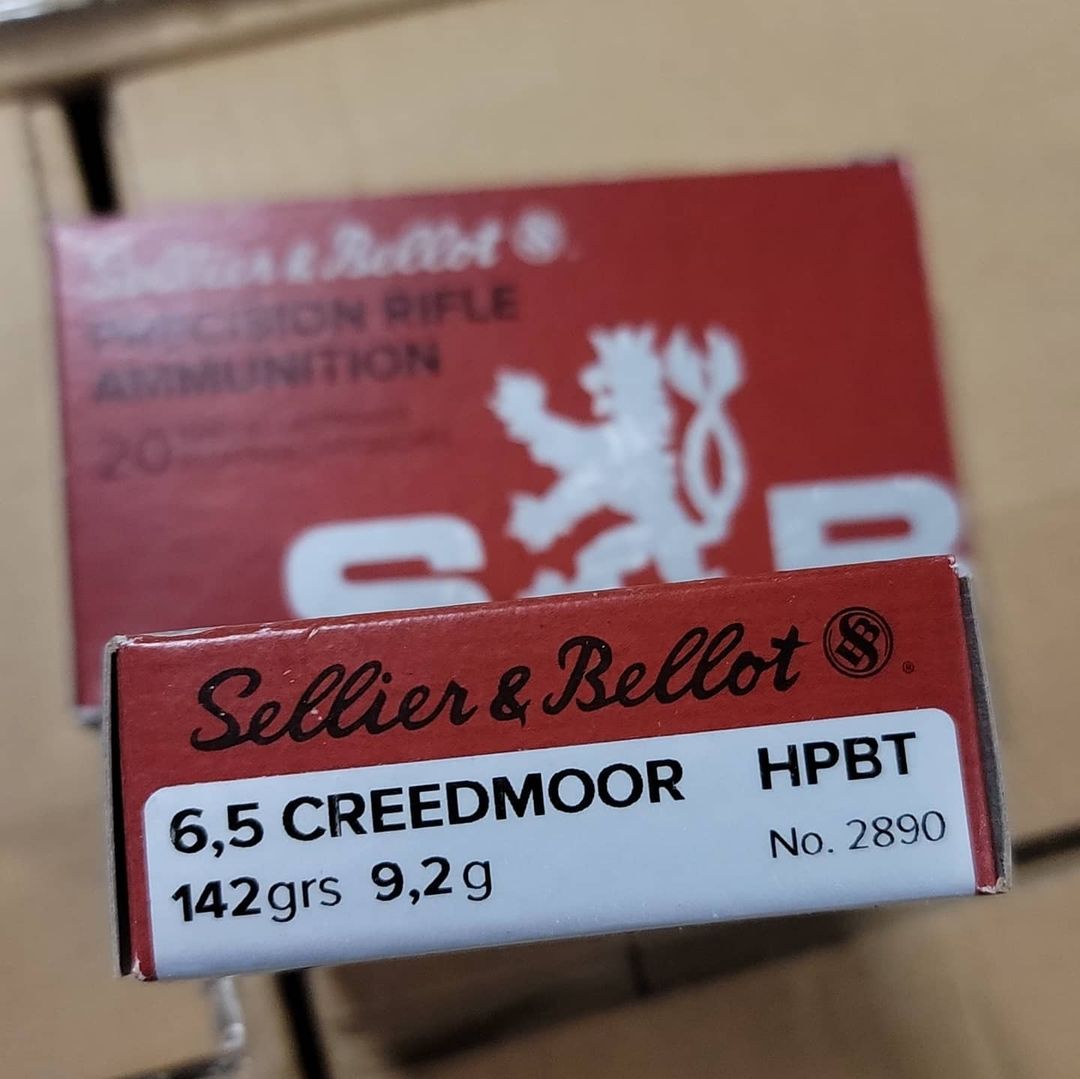 Sellier & Bellot
PRECISION RIFLE
AMMUNITION
20
S B
Sellier & Bellot ®
6,5 CREEDMOOR HPBT
142grs 9,2g No. 2890